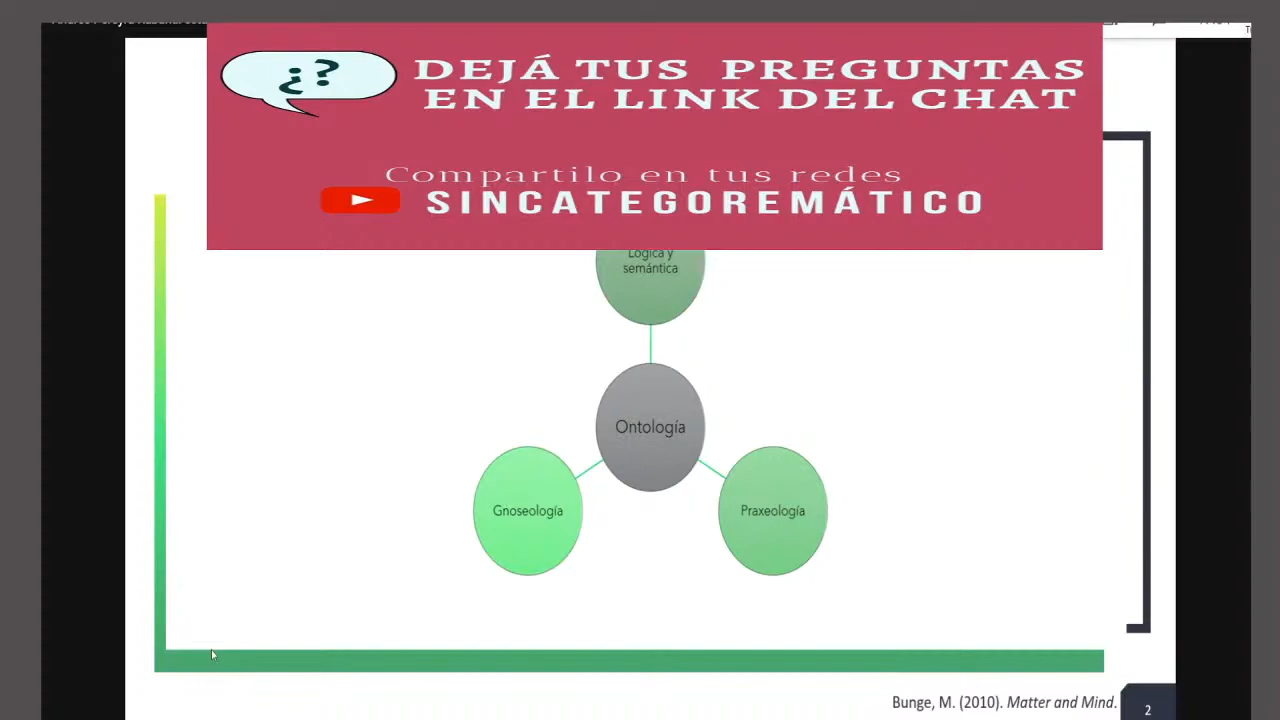 ¿?
DEJÁ TUS PREGUNTAS
EN EL LINK DEL CHAT
Compartilo en tus redes
SINCATEGOREMÁTICO
Lógica y
semántica
Ontología
Gnoseología
Praxeología
Bunge, M. (2010). Matter and Mind.
2